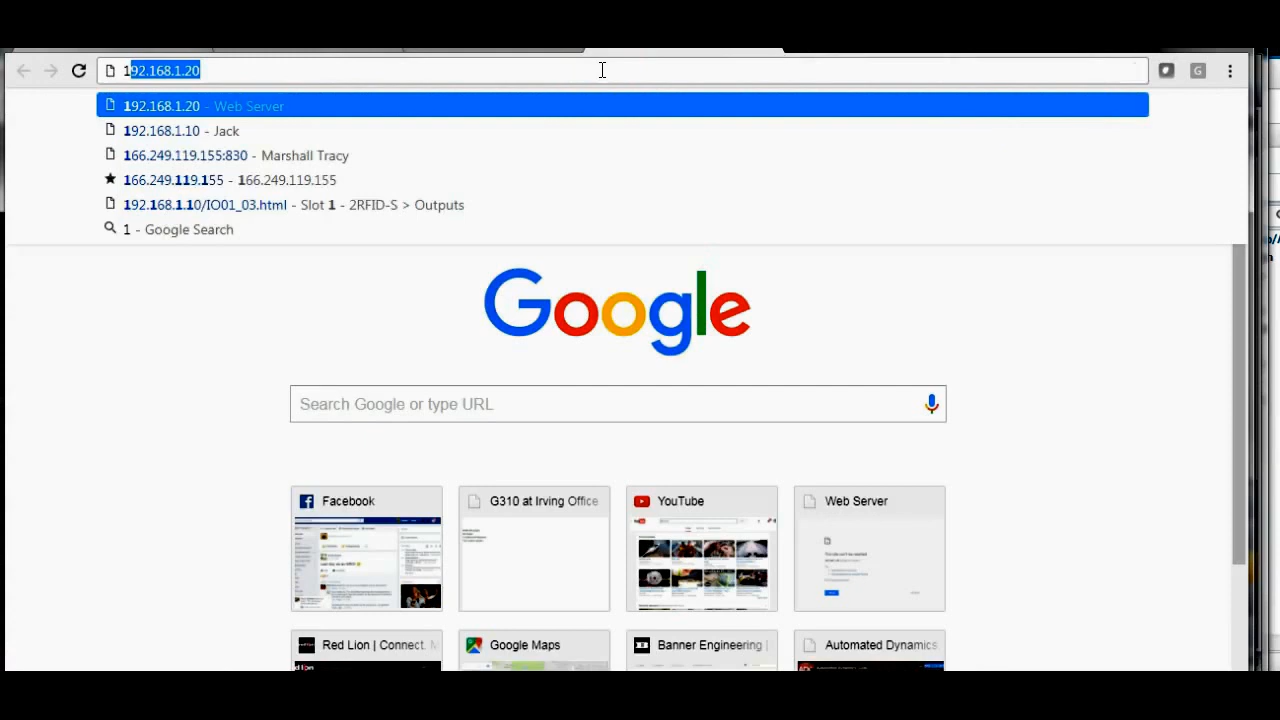 192.168.1.20
G
192.168.1.20 - Web Server
192.168.1.10 - Jack
166.249.119.155:830 - Marshall Tracy
166.249.119.155 - 166.249.119.155
192.168.1.10/IO01_03.html - Slot 1 - 2RFID-S > Outputs
1 - Google Search
Google
Search Google or type URL
Facebook
G310 at Irving Office
YouTube
Web Server
Red Lion | Connect. M
Google Maps
Banner Engineering |
Automated Dynamics